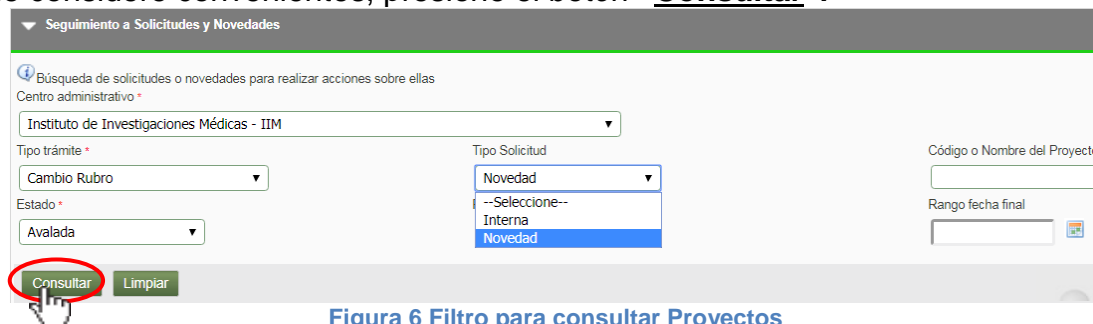 Consultar
Seguimiento a Solicitudes y Novedades
Búsqueda de solicitudes o novedades para realizar acciones sobre ellas
Centro administrativo *
Instituto de Investigaciones Médicas - IIM
Tipo trámite * Tipo Solicitud Código o Nombre del Proyecto
Cambio Rubro Novedad
Estado * --Seleccione-- Rango fecha final
Interna
Avalada Novedad
Consultar Limpiar
Figura 6 Filtro para consultar Proyectos